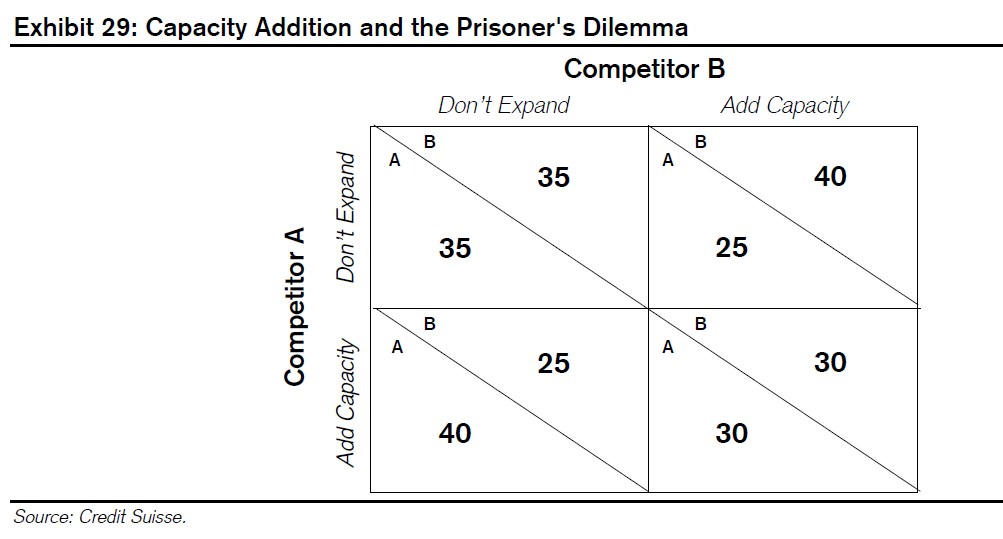 Exhibit 29: Capacity Addition and the Prisoner's Dilemma
Competitor B
Don't Expand
Add Capacity
Competitor A
Don't Expand
B
A
35
35
B
A
40
25
Add Capacity
B
A
25
40
B
A
30
30
Source: Credit Suisse.